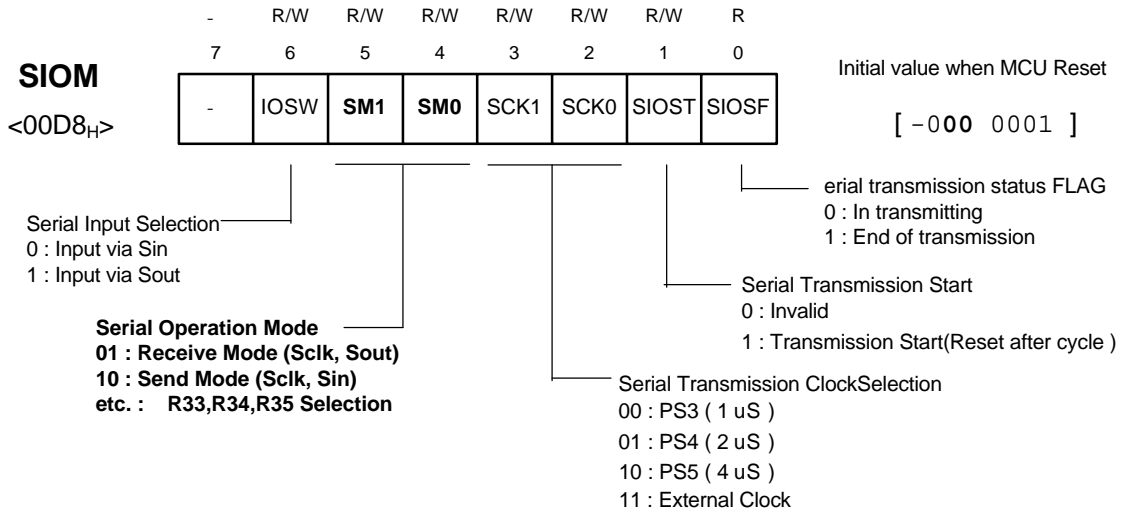 - R/W R/W R/W R/W R/W R/W R
7 6 5 4 3 2 1 0
SIOM
<00D8H>
- IOSW SM1 SM0 SCK1 SCK0 SIOST SIOSF
Initial value when MCU Reset
[ -000 0001 ]
erial transmission status FLAG
0 : In transmitting
1 : End of transmission
Serial Input Selection
0 : Input via Sin
1 : Input via Sout
Serial Transmission Start
0 : Invalid
1 : Transmission Start(Reset after cycle )
Serial Operation Mode
01 : Receive Mode (Sclk, Sout)
10 : Send Mode (Sclk, Sin)
etc. : R33,R34,R35 Selection
Serial Transmission ClockSelection
00 : PS3 ( 1 uS )
01 : PS4 ( 2 uS )
10 : PS5 ( 4 uS )
11 : External Clock